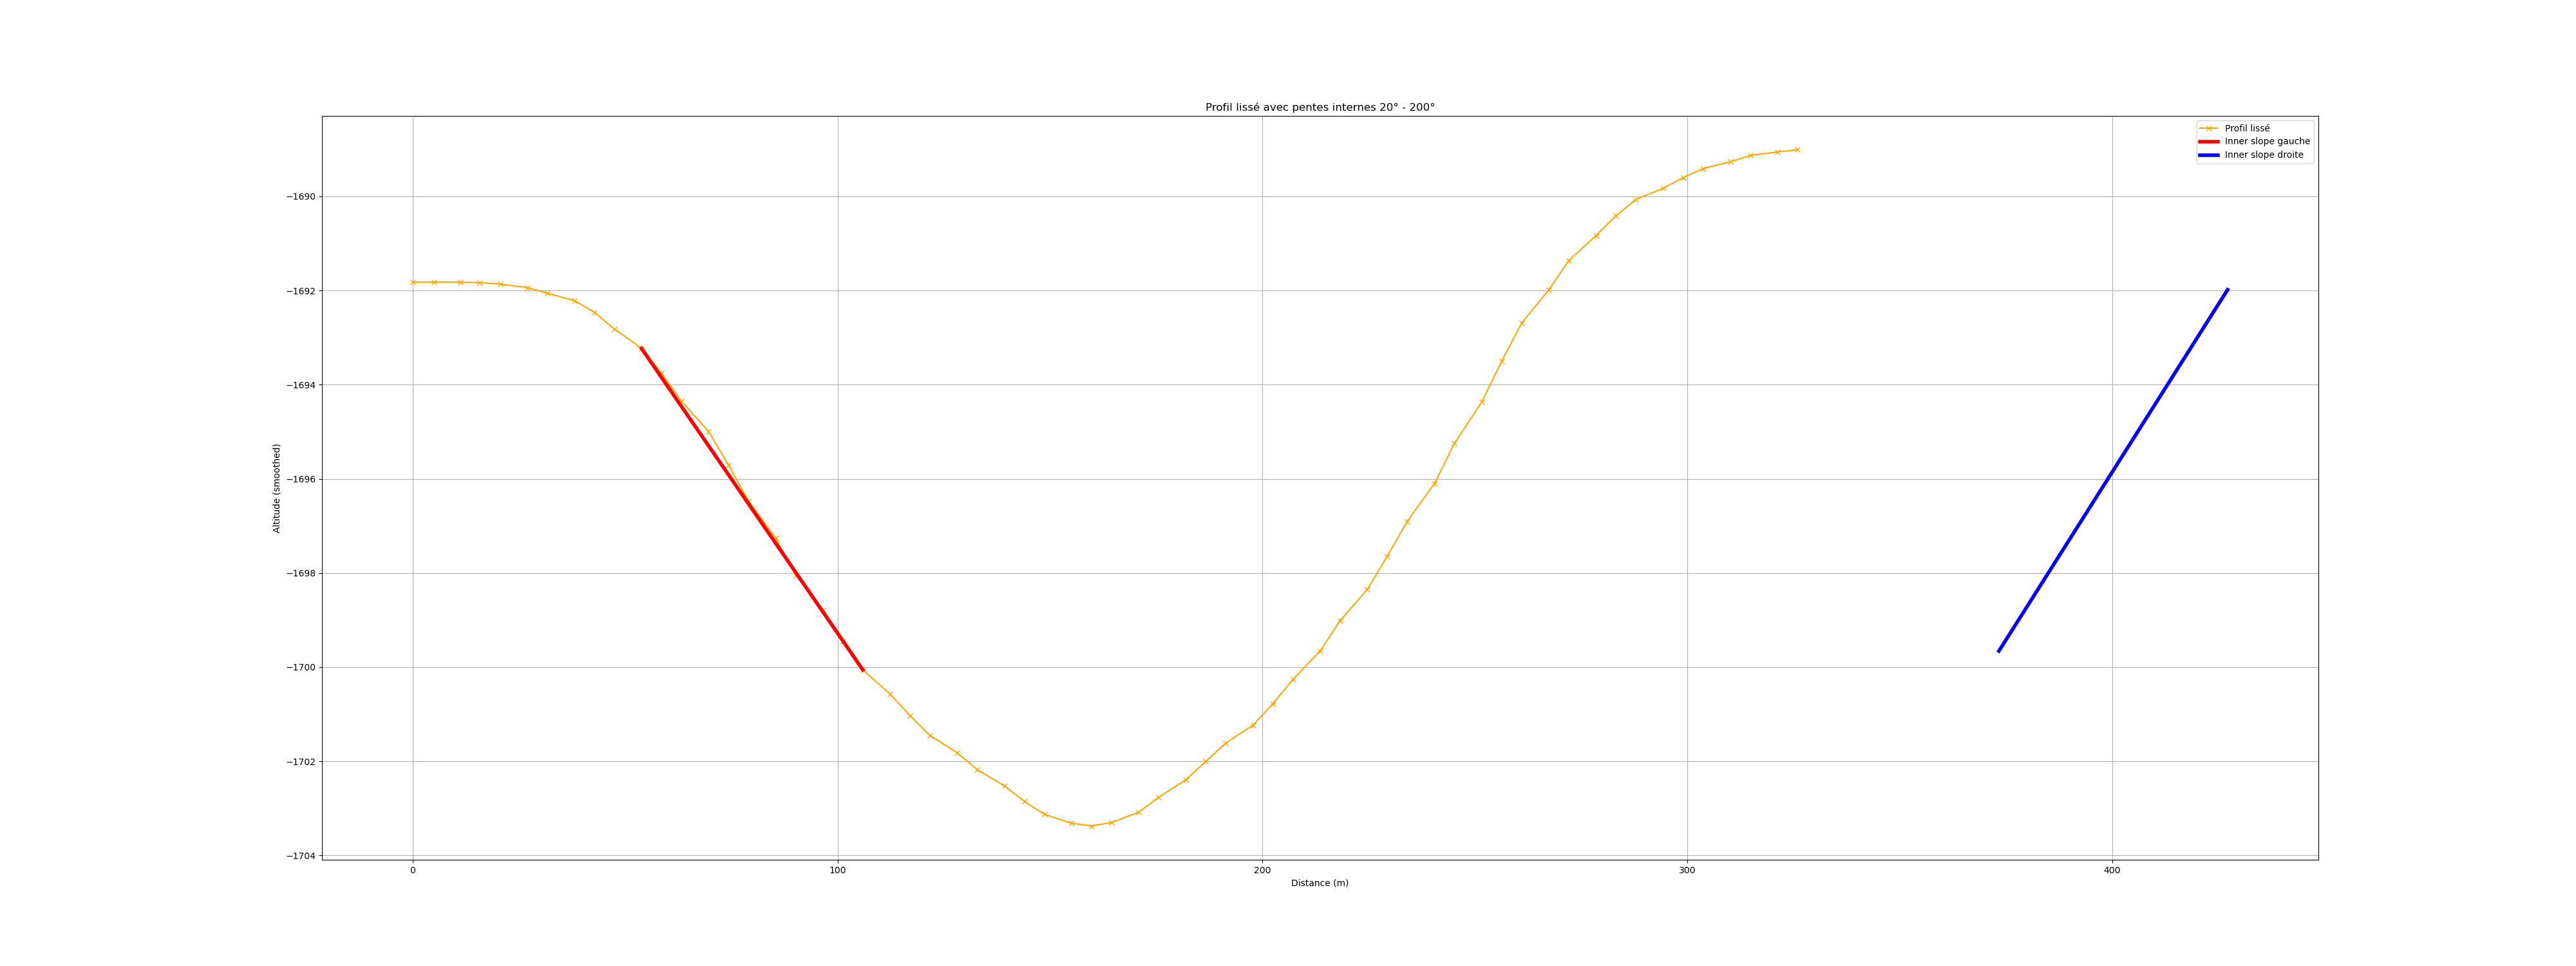 Profil lissé avec pentes internes 20° - 200°
Profil lissé
Inner slope gauche
Inner slope droite
Altitude (smoothed)
−1690
−1692
−1694
−1696
−1698
−1700
−1702
−1704
0
100
200
300
400
Distance (m)